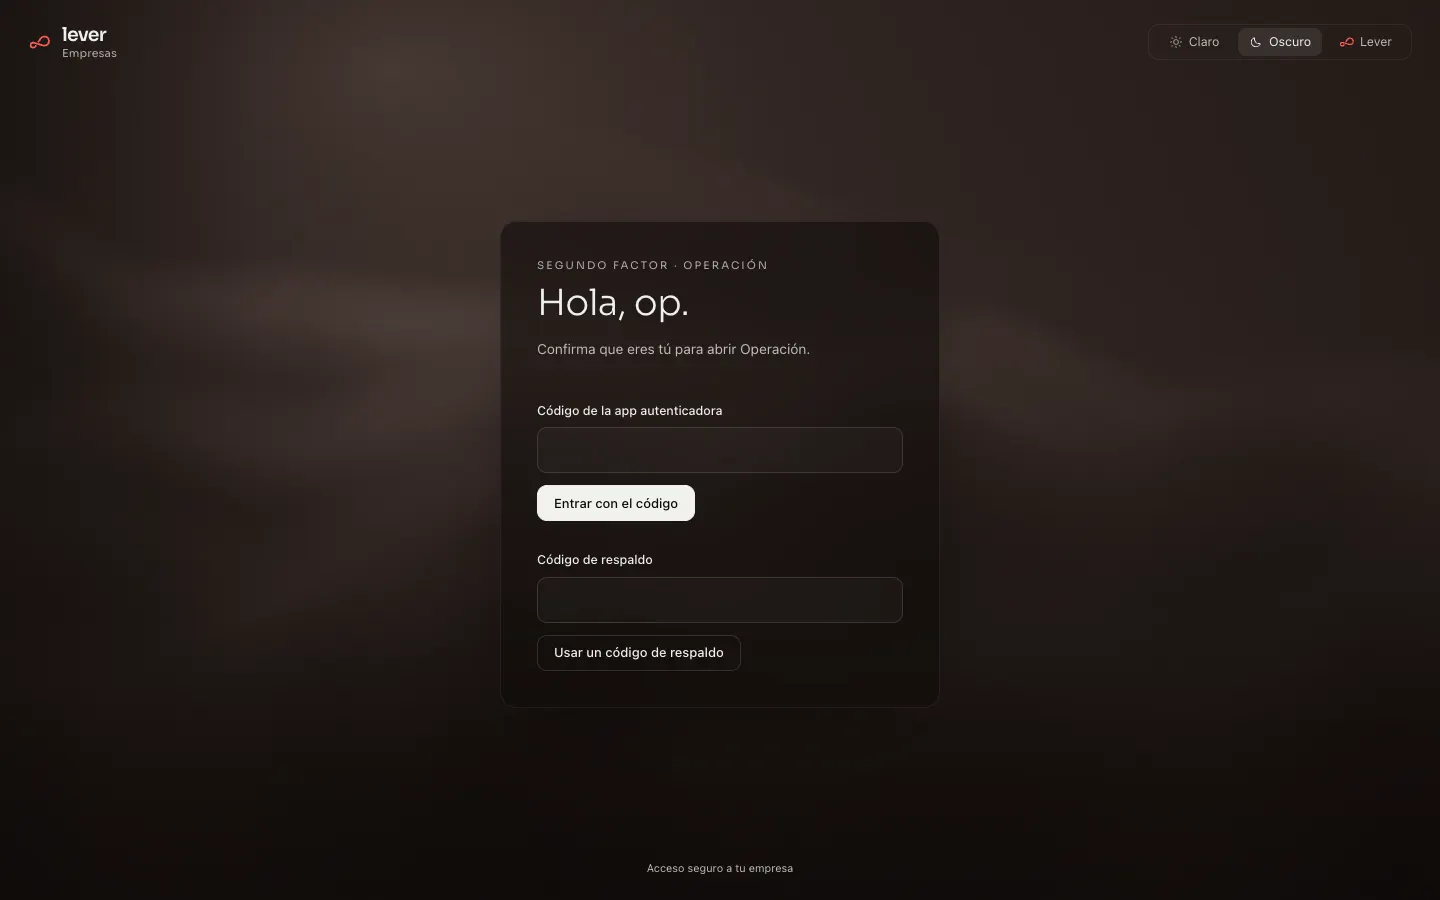 lever
Empresas
Claro
Oscuro
Lever
SEGUNDO FACTOR · OPERACIÓN
Hola, op.
Confirma que eres tú para abrir Operación.
Código de la app autenticadora
Entrar con el código
Código de respaldo
Usar un código de respaldo
Acceso seguro a tu empresa